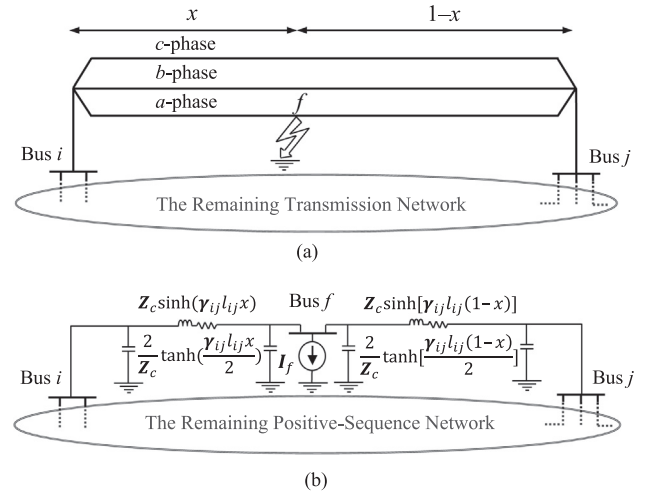 x 1–x
c-phase
b-phase
a-phase f
Bus i Bus j
The Remaining Transmission Network
(a)
Z_c sinh(γ_ij l_ij x) Bus f Z_c sinh[γ_ij l_ij (1−x)]
2/Z_c tanh(γ_ij l_ij x/2) I_f 2/Z_c tanh[γ_ij l_ij (1−x)/2]
Bus i Bus j
The Remaining Positive-Sequence Network
(b)